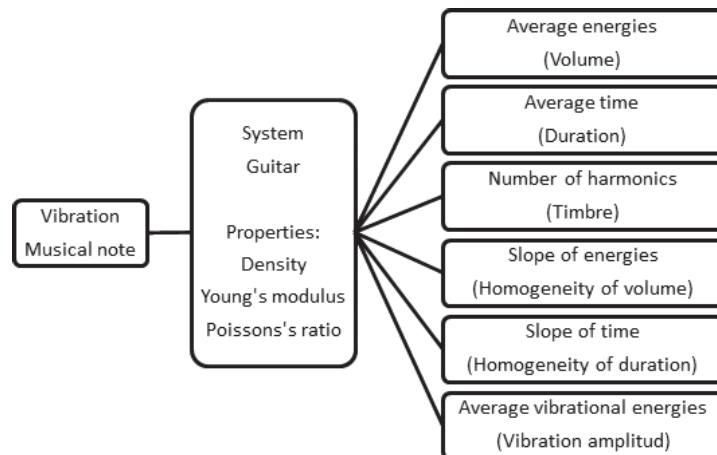 Vibration
Musical note
System
Guitar
Properties:
Density
Young's modulus
Poissons's ratio
Average energies
(Volume)
Average time
(Duration)
Number of harmonics
(Timbre)
Slope of energies
(Homogeneity of volume)
Slope of time
(Homogeneity of duration)
Average vibrational energies
(Vibration amplitud)